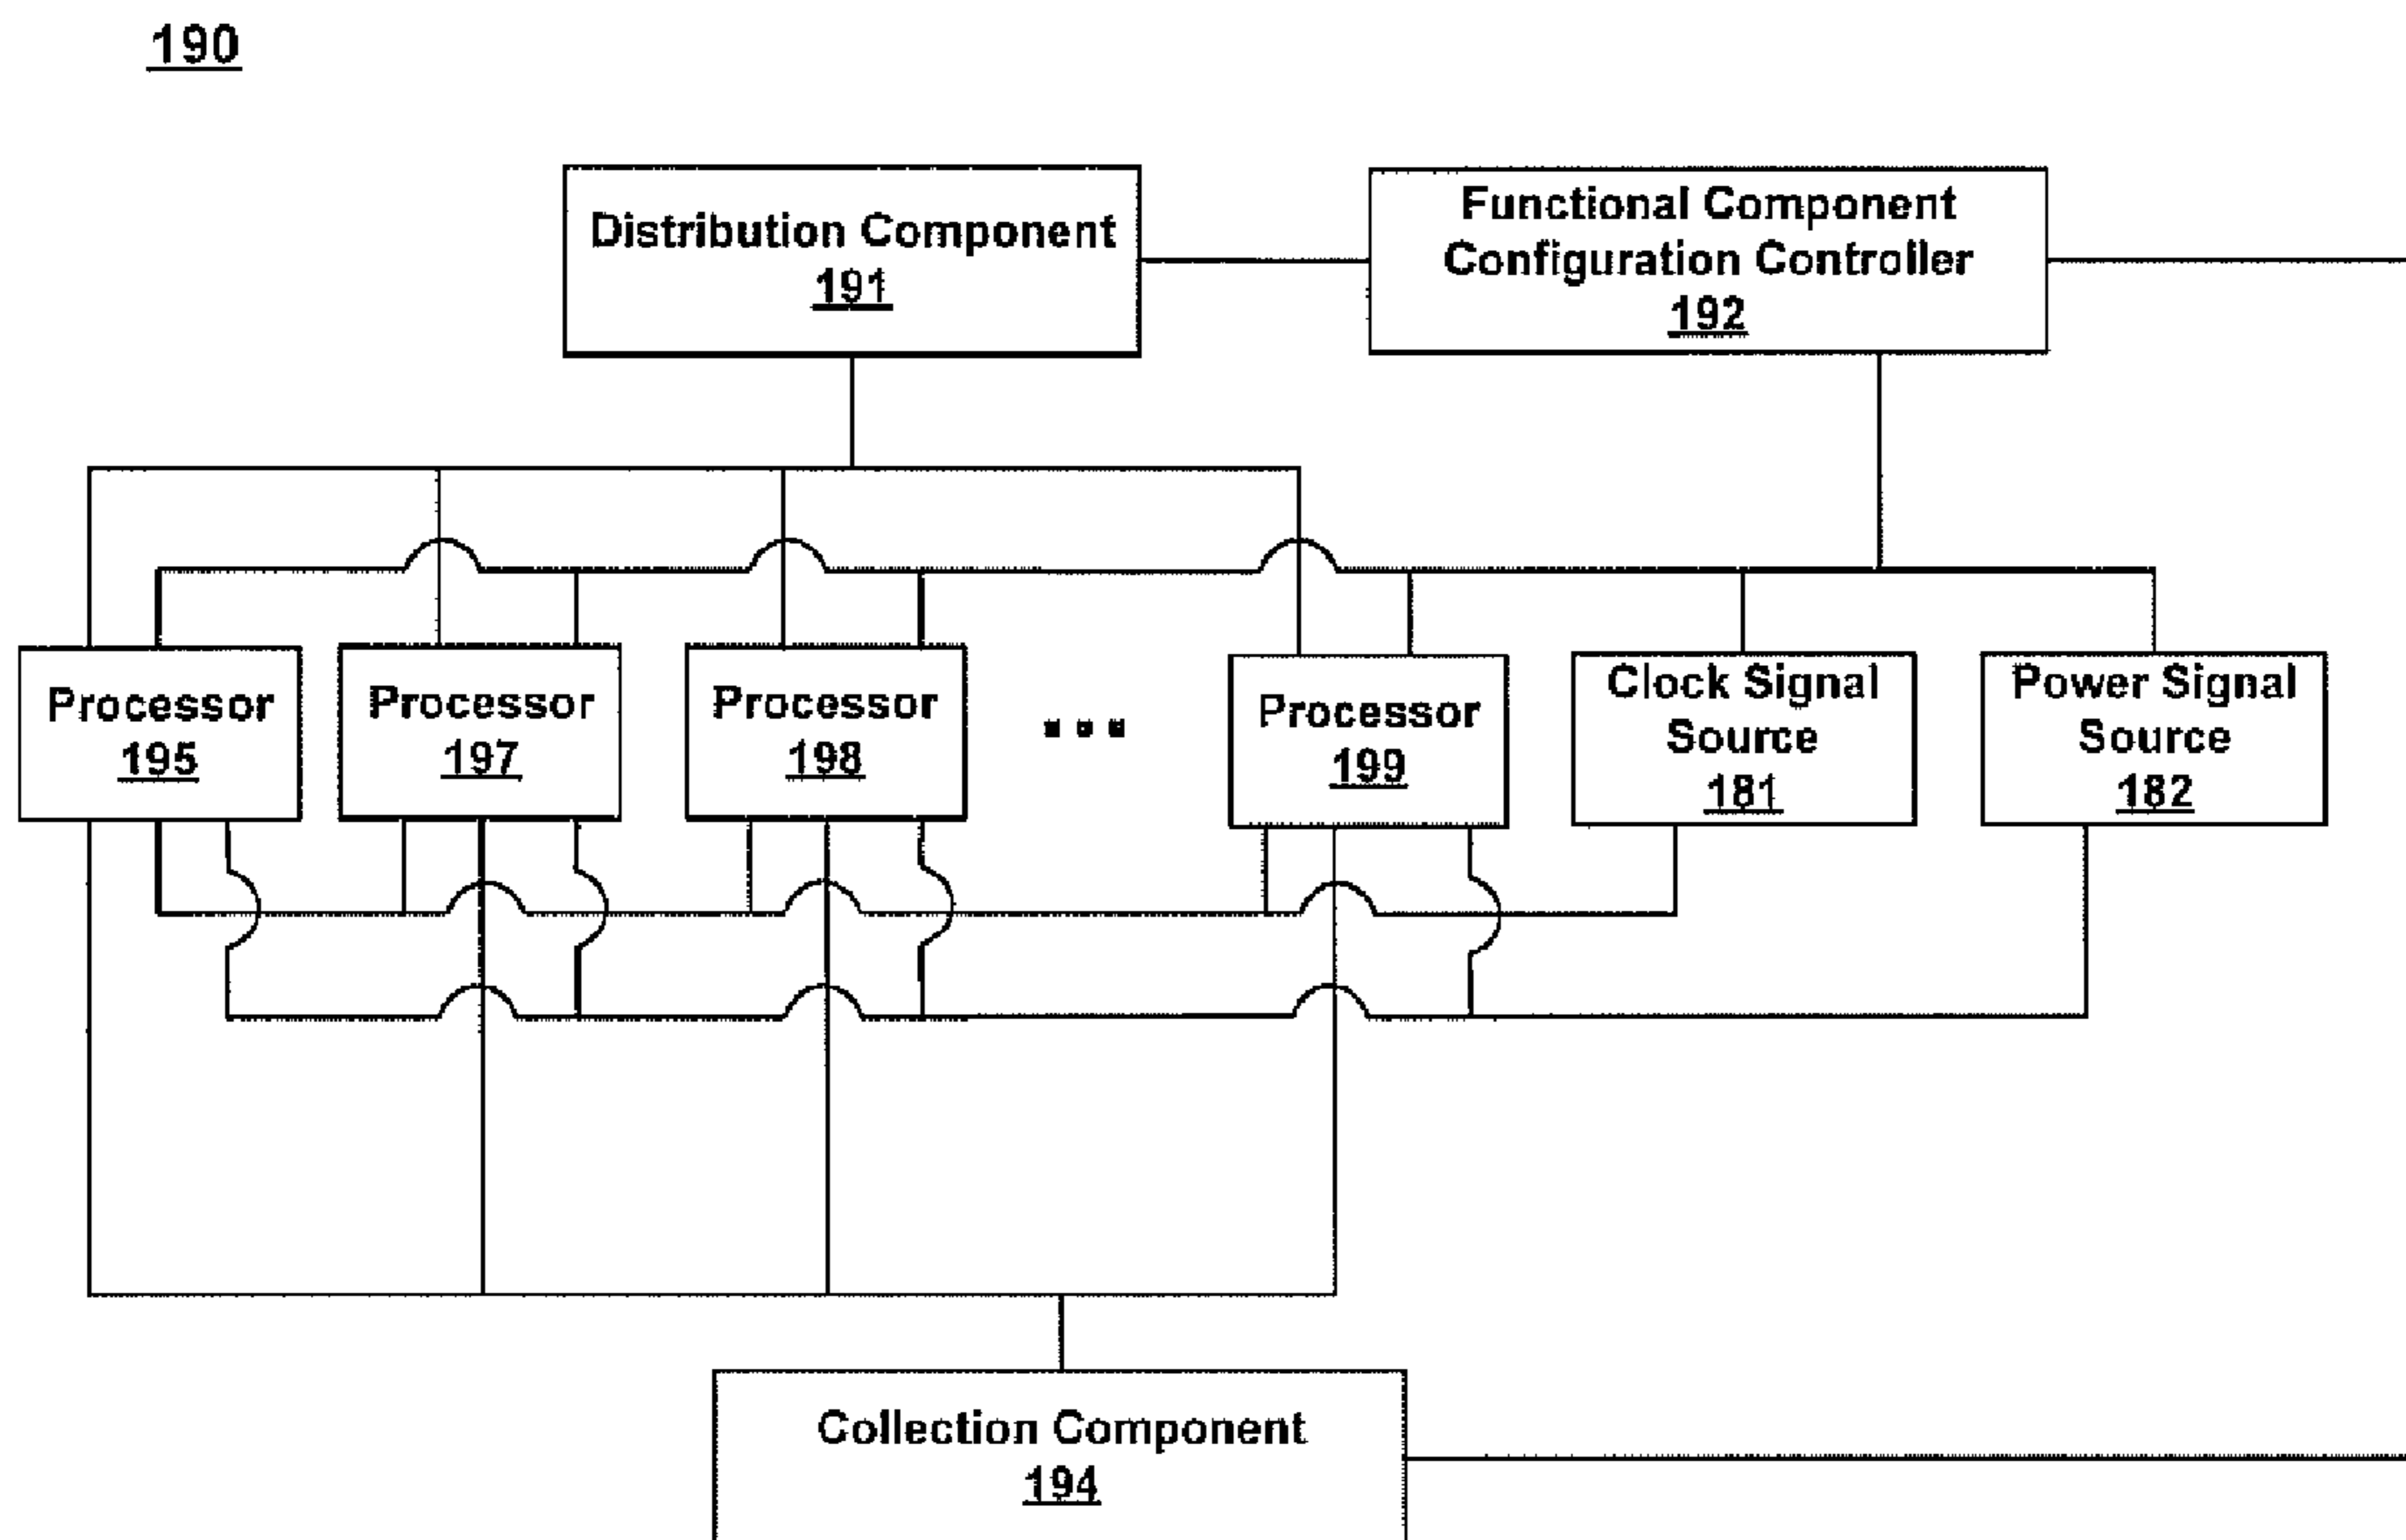 190
Distribution Component
191
Functional Component
Configuration Controller
192
Processor
195
Processor
197
Processor
198
...
Processor
199
Clock Signal
Source
181
Power Signal
Source
182
Collection Component
194